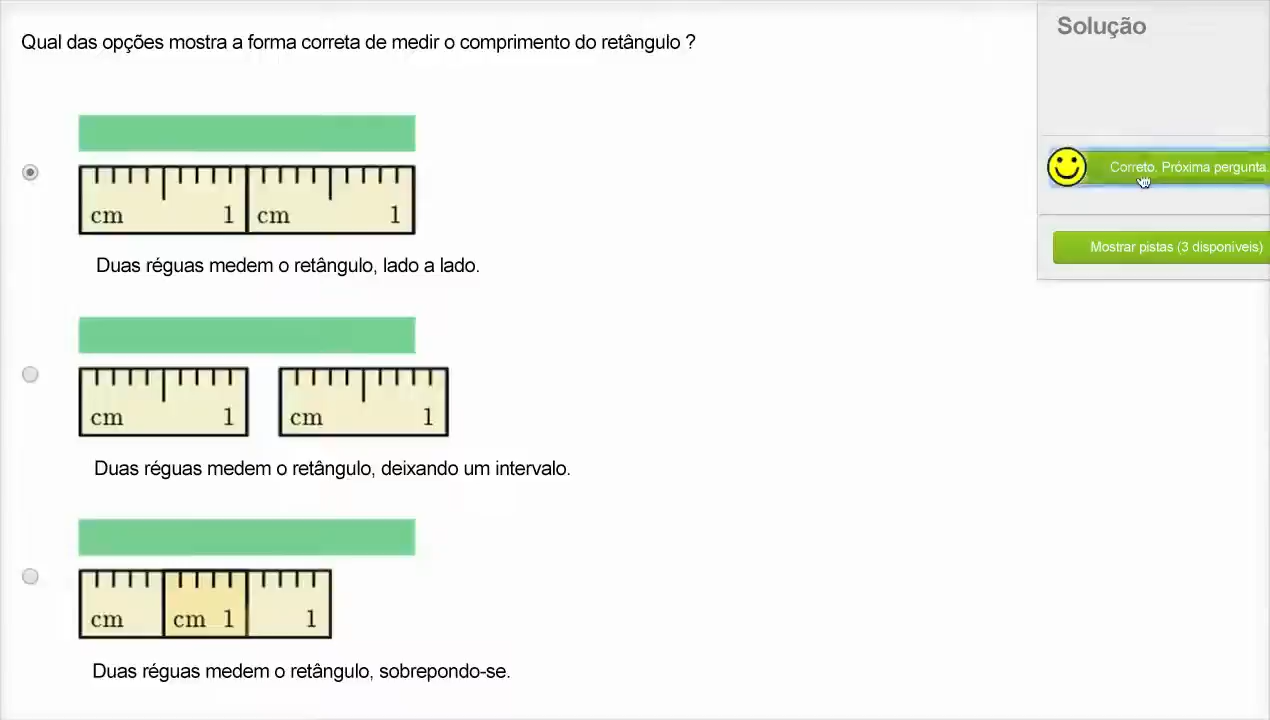 Qual das opções mostra a forma correta de medir o comprimento do retângulo ?
Solução
Correto. Próxima pergunta.
Mostrar pistas (3 disponiveis)
cm 1 cm 1
Duas réguas medem o retângulo, lado a lado.
cm 1 cm 1
Duas réguas medem o retângulo, deixando um intervalo.
cm cm 1 1
Duas réguas medem o retângulo, sobrepondo-se.